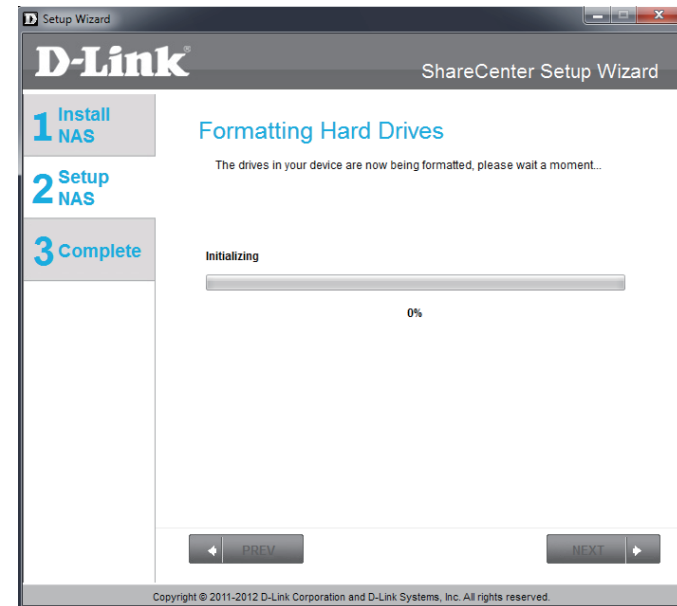 Setup Wizard
D-Link®
ShareCenter Setup Wizard
1 Install
NAS
2 Setup
NAS
3 Complete
Formatting Hard Drives
The drives in your device are now being formatted, please wait a moment...
Initializing
0%
PREV
NEXT
Copyright © 2011-2012 D-Link Corporation and D-Link Systems, Inc. All rights reserved.